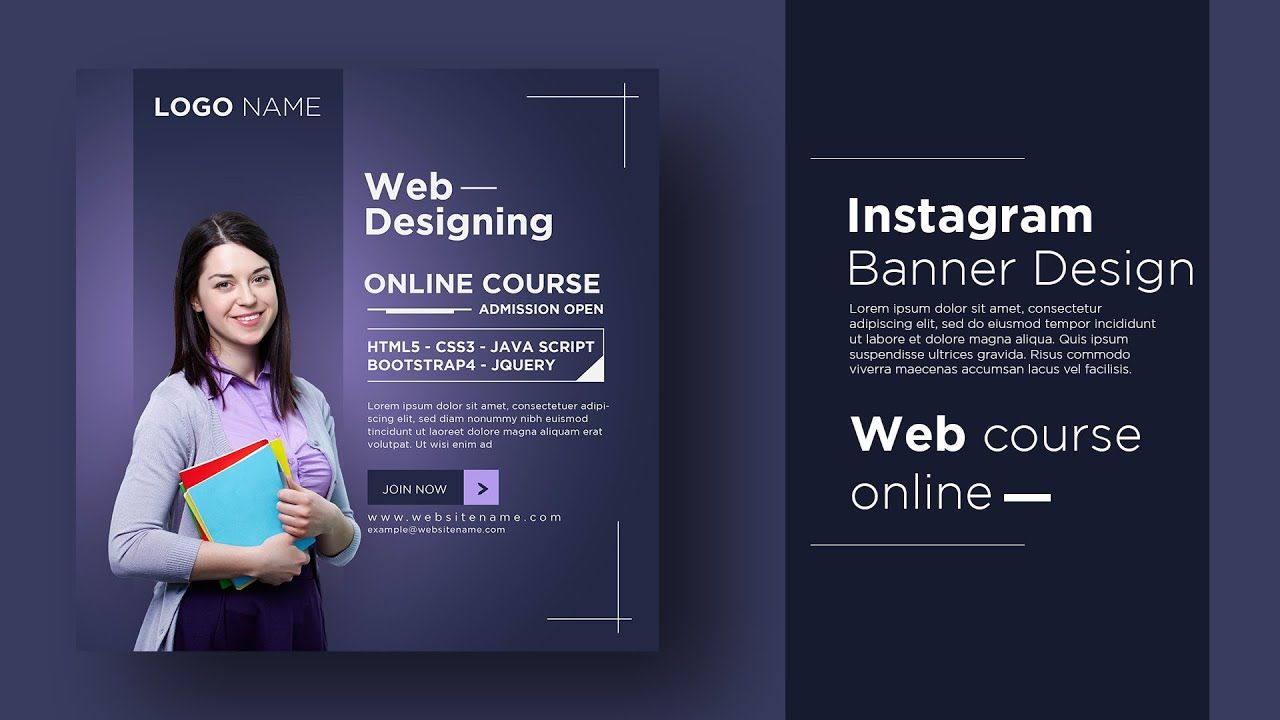 LOGO NAME
Web
Designing
ONLINE COURSE
ADMISSION OPEN
HTML5 - CSS3 - JAVA SCRIPT
BOOTSTRAP4 - JQUERY
Lorem ipsum dolor sit amet, consectetuer adipi-
scing elit, sed diam nonummy nibh euismod
tincidunt ut laoreet dolore magna aliquam erat
volutpat. Ut wisi enim ad
JOIN NOW >
www.websitename.com
example@websitename.com
Instagram
Banner Design
Lorem ipsum dolor sit amet, consectetur
adipiscing elit, sed do eiusmod tempor incididunt
ut labore et dolore magna aliqua. Quis ipsum
suspendisse ultrices gravida. Risus commodo
viverra maecenas accumsan lacus vel facilisis.
Web course
online